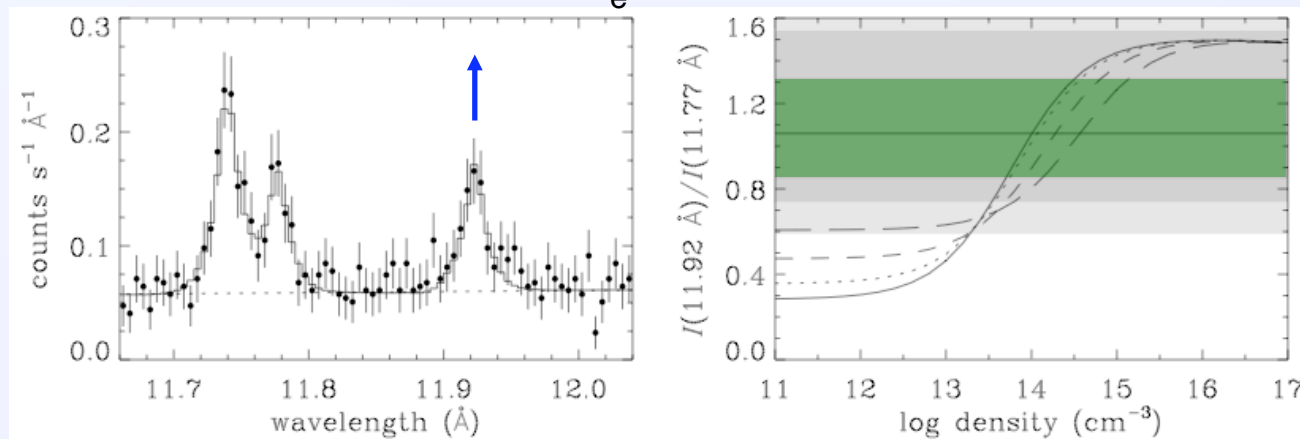 e
0.3
0.2
0.1
0.0
counts s⁻¹ Å⁻¹
11.7 11.8 11.9 12.0
wavelength (Å)
1.6
1.2
0.8
0.4
0.0
I(11.92 Å)/I(11.77 Å)
11 12 13 14 15 16 17
log density (cm⁻³)